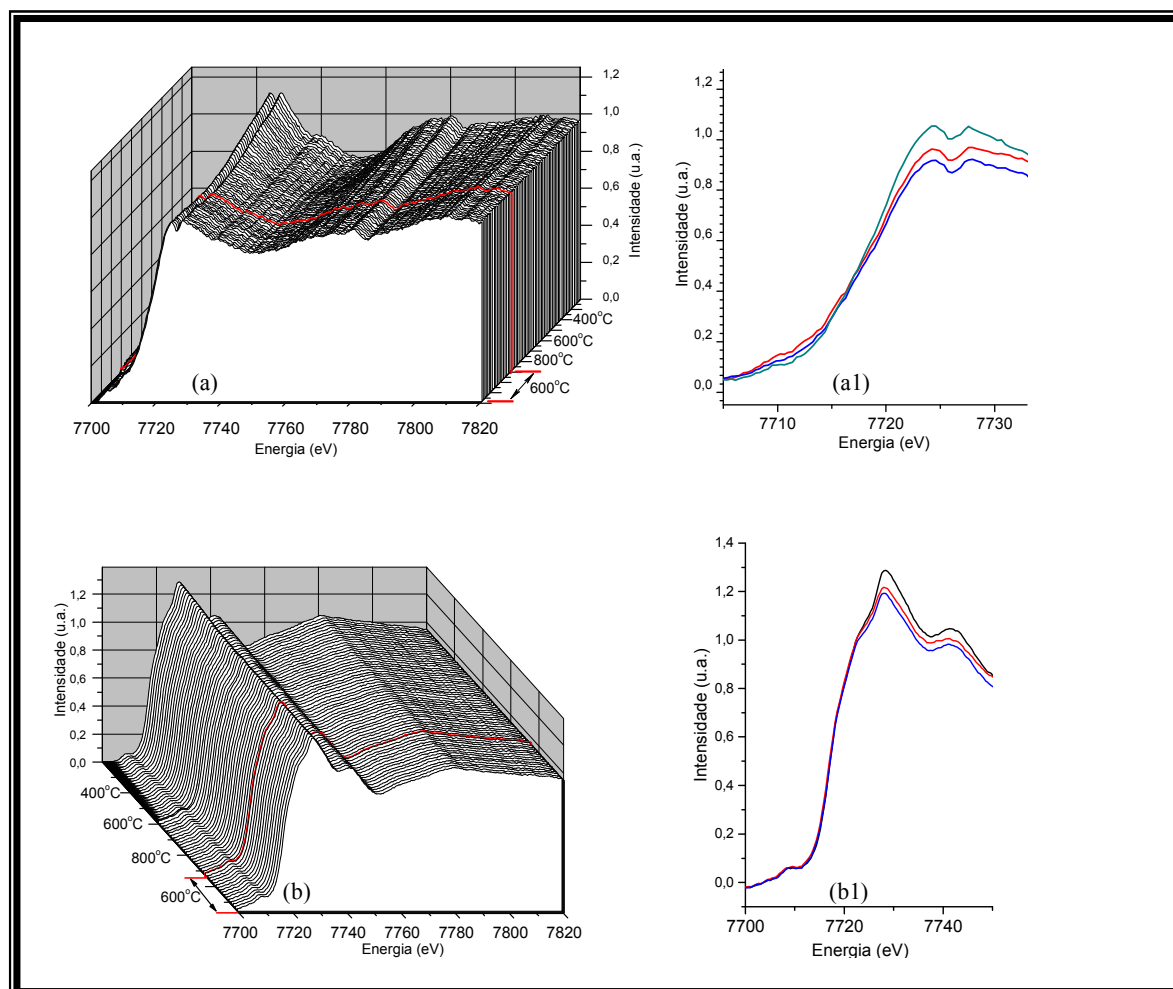 1,2
1,0
0,8
0,6
0,4
0,2
0,0
Intensidade (u.a.)
400°C
600°C
800°C
600°C
(a)
7700 7720 7740 7760 7780 7800 7820
Energia (eV)
1,2
1,0
0,8
0,6
0,4
0,2
0,0
Intensidade (u.a.)
(a1)
7710 7720 7730
Energia (eV)
1,2
1,0
0,8
0,6
0,4
0,2
0,0
Intensidade (u.a.)
400°C
600°C
800°C
600°C
(b)
7700 7720 7740 7760 7780 7800 7820
Energia (eV)
1,4
1,2
1,0
0,8
0,6
0,4
0,2
0,0
Intensidade (u.a.)
(b1)
7700 7720 7740
Energia (eV)